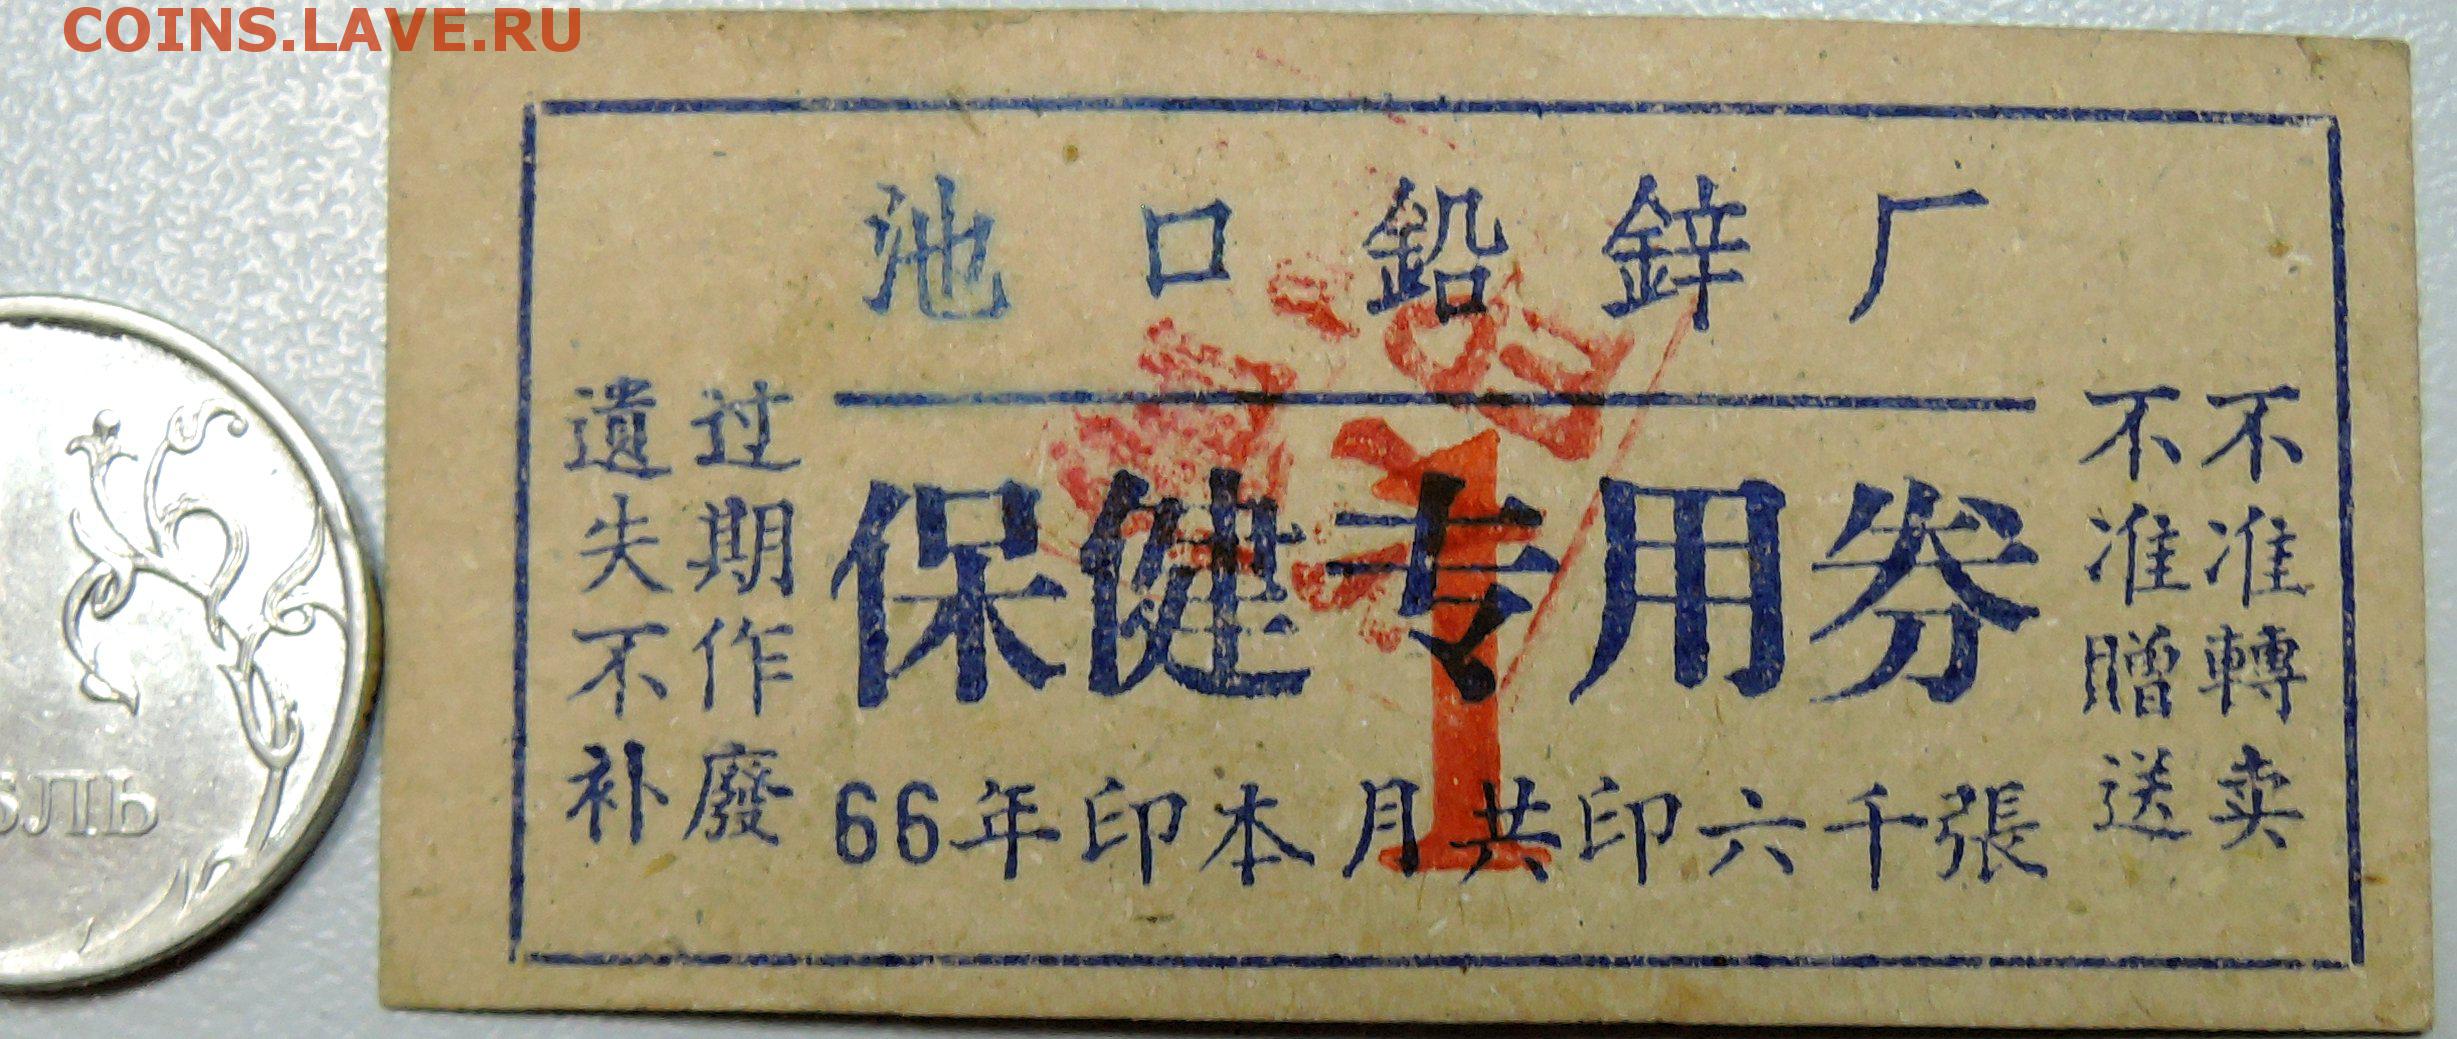 COINS.LAVE.RU
池口鉛鋅厂
保健专用券
66年印本月共印六千張
1
过期作廢
遺失不补
不准轉卖
不准贈送
БЛЬ